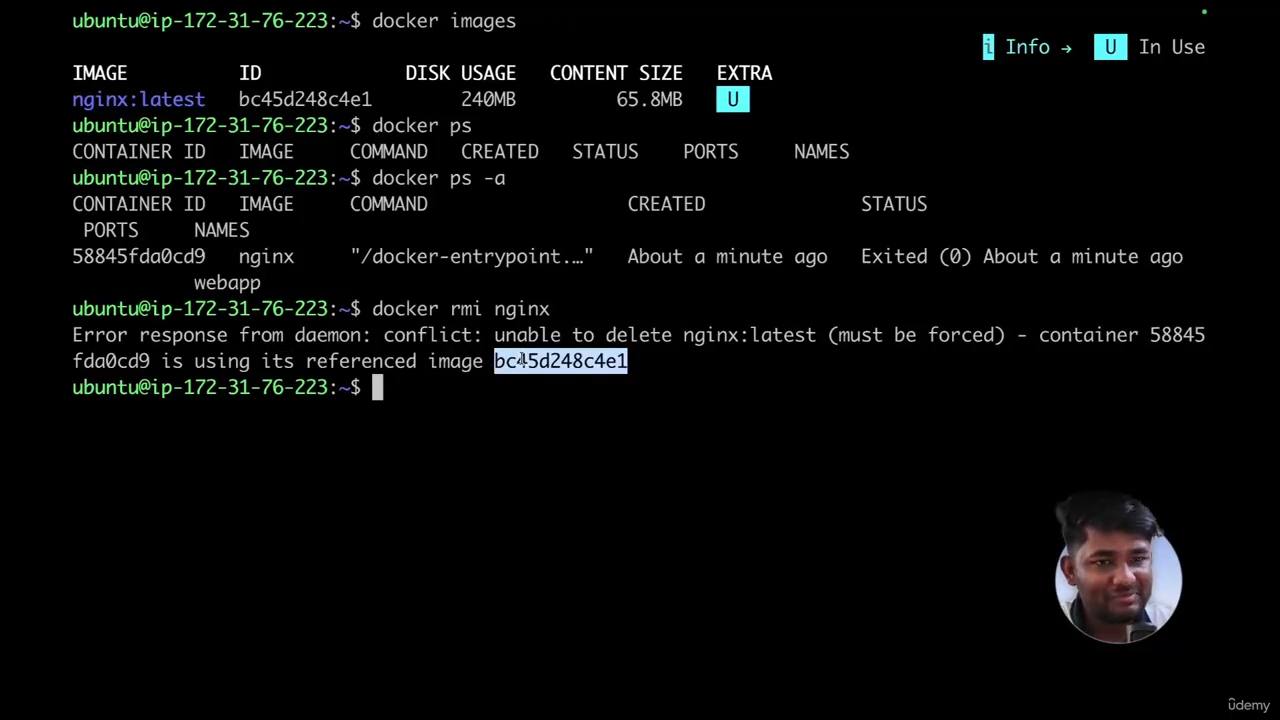 ubuntu@ip-172-31-76-223:~$ docker images
i Info → U In Use
IMAGE ID DISK USAGE CONTENT SIZE EXTRA
nginx:latest bc45d248c4e1 240MB 65.8MB U
ubuntu@ip-172-31-76-223:~$ docker ps
CONTAINER ID IMAGE COMMAND CREATED STATUS PORTS NAMES
ubuntu@ip-172-31-76-223:~$ docker ps -a
CONTAINER ID IMAGE COMMAND CREATED STATUS
PORTS NAMES
58845fda0cd9 nginx "/docker-entrypoint.…" About a minute ago Exited (0) About a minute ago
webapp
ubuntu@ip-172-31-76-223:~$ docker rmi nginx
Error response from daemon: conflict: unable to delete nginx:latest (must be forced) - container 58845
fda0cd9 is using its referenced image bc45d248c4e1
ubuntu@ip-172-31-76-223:~$
udemy